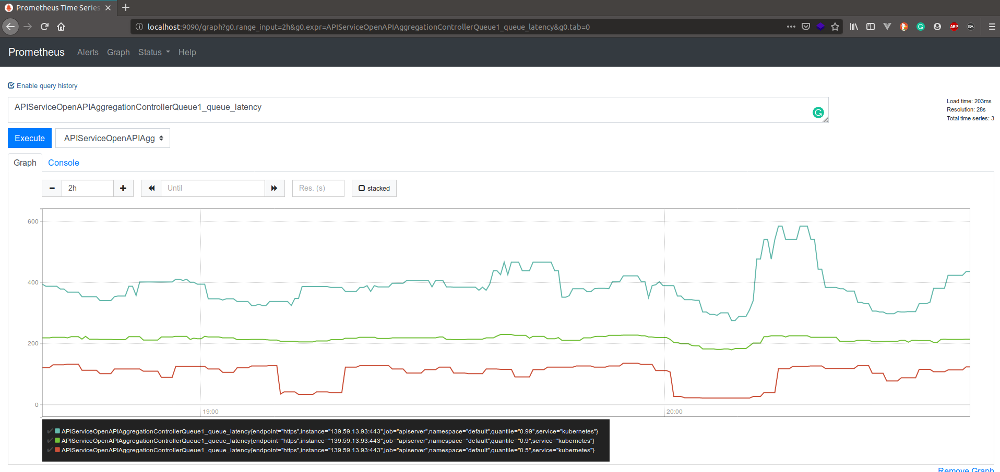 Prometheus Time Series
localhost:9090/graph?g0.range_input=2h&g0.expr=APIServiceOpenAPIAggregationControllerQueue1_queue_latency&g0.tab=0
ABP
SA
Prometheus Alerts Graph Status Help
Enable query history
APIServiceOpenAPIAggregationControllerQueue1_queue_latency
Load time: 203ms
Resolution: 28s
Total time series: 3
Execute APIServiceOpenAPIAgg
Graph Console
2h Until Res. (s) stacked
600
400
200
0
19:00 20:00
APIServiceOpenAPIAggregationControllerQueue1_queue_latency{endpoint="https",instance="139.59.13.93:443",job="apiserver",namespace="default",quantile="0.99",service="kubernetes"}
APIServiceOpenAPIAggregationControllerQueue1_queue_latency{endpoint="https",instance="139.59.13.93:443",job="apiserver",namespace="default",quantile="0.9",service="kubernetes"}
APIServiceOpenAPIAggregationControllerQueue1_queue_latency{endpoint="https",instance="139.59.13.93:443",job="apiserver",namespace="default",quantile="0.5",service="kubernetes"}
Remove Graph